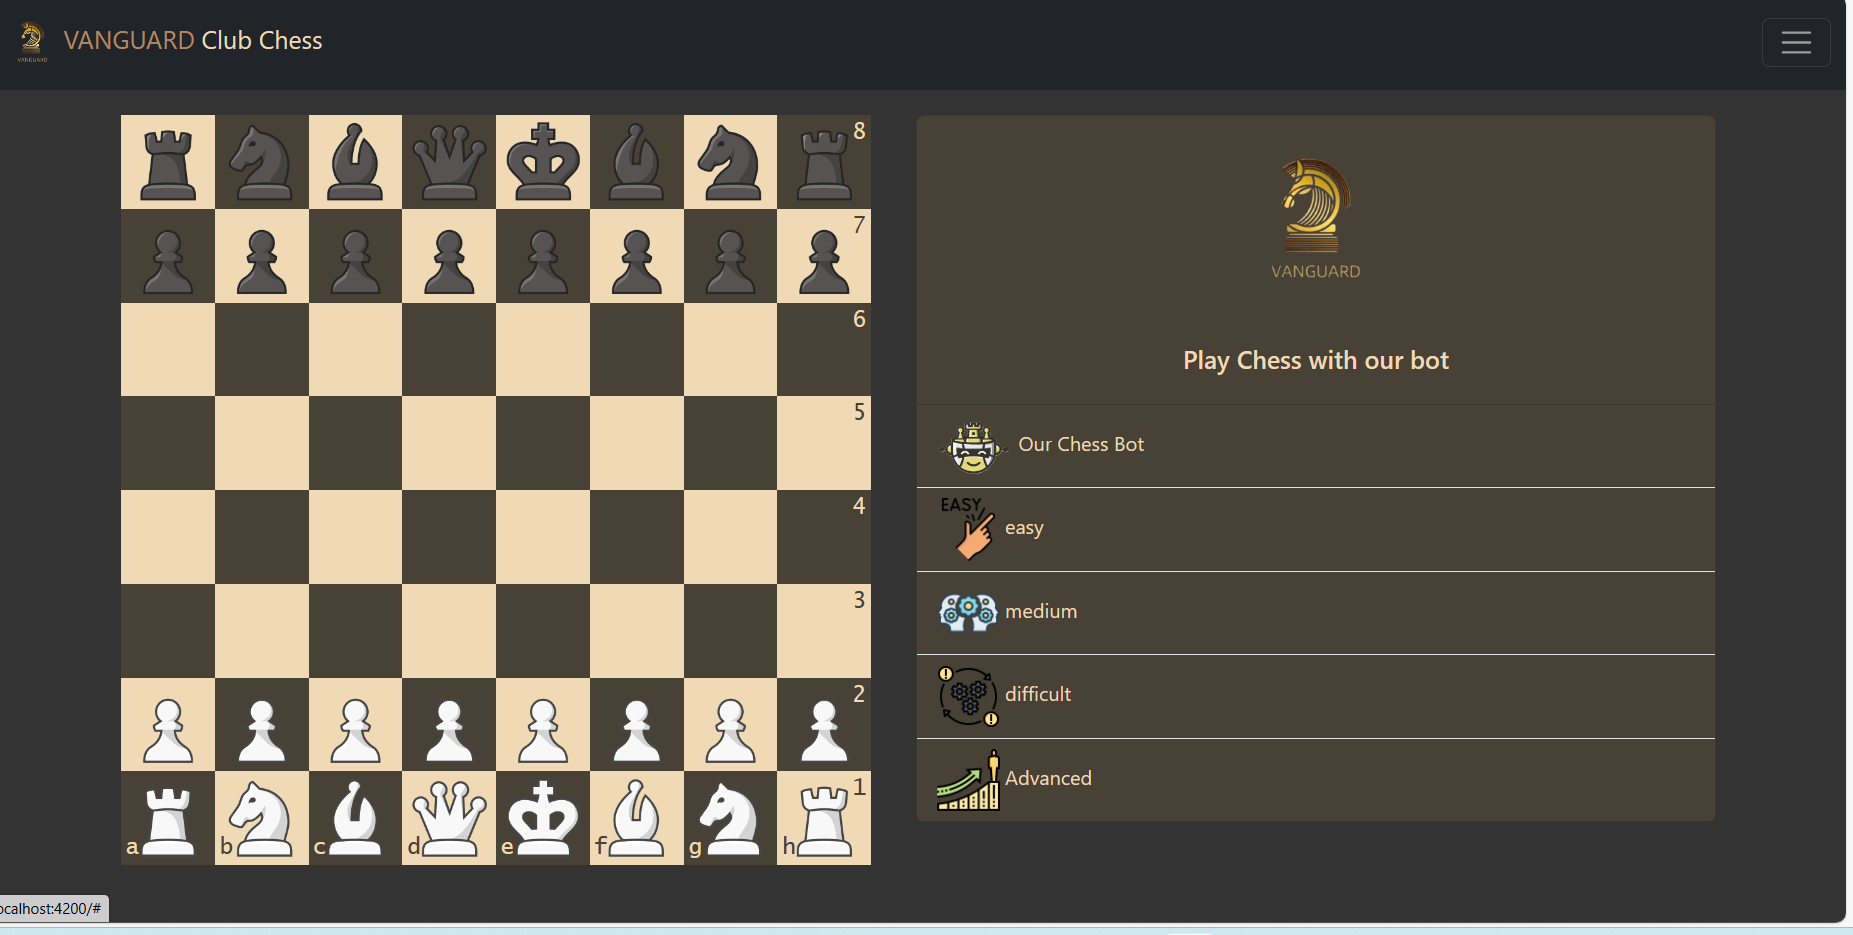 VANGUARD Club Chess
VANGUARD
8
7
6
5
4
3
2
1
a b c d e f g h
VANGUARD
Play Chess with our bot
Our Chess Bot
EASY
easy
medium
difficult
Advanced
ocalhost:4200/#